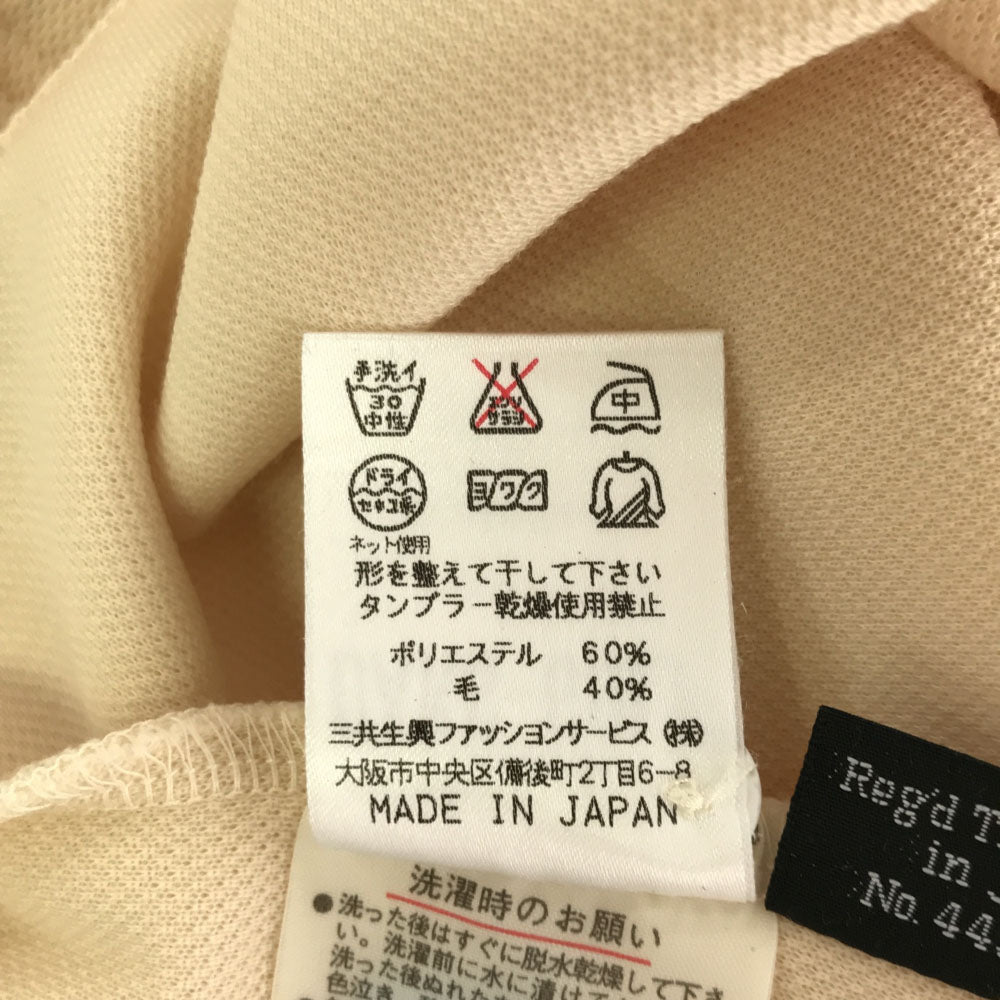 手洗イ
30
中性
エンソ
サラシ
中
ドライ
セキユ系
ヨワク
ネット使用
形を整えて干して下さい
タンブラー乾燥使用禁止
ポリエステル 60%
毛 40%
三共生興ファッションサービス(株)
大阪市中央区備後町2丁目6-8
MADE IN JAPAN
洗濯時のお願い
●洗った後はすぐに脱水乾燥して下さ
い。洗濯前に水に漬けて
洗った後ぬれたま
色泣き
Reg'd T
in J
No. 44